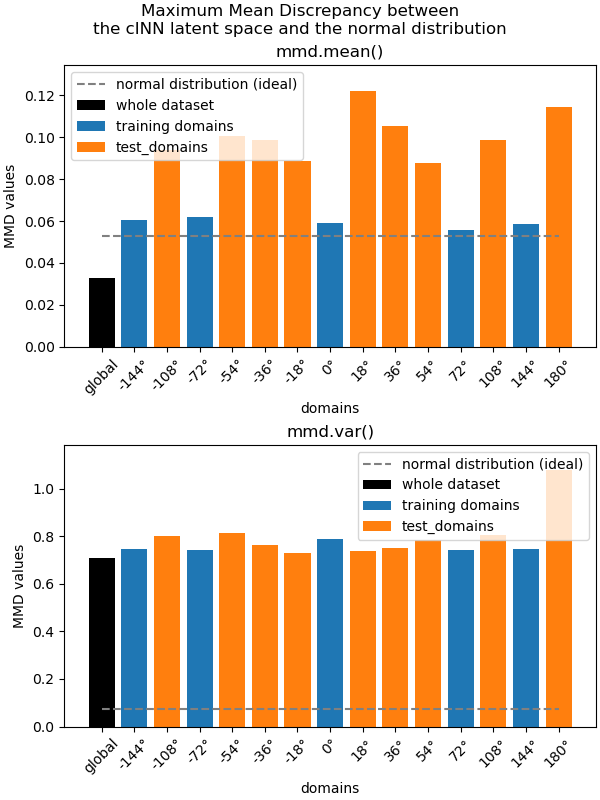 Maximum Mean Discrepancy between
the cINN latent space and the normal distribution
mmd.mean()
normal distribution (ideal)
whole dataset
training domains
test_domains
MMD values
0.12
0.10
0.08
0.06
0.04
0.02
0.00
global -144° -108° -72° -54° -36° -18° 0° 18° 36° 54° 72° 108° 144° 180°
domains
mmd.var()
normal distribution (ideal)
whole dataset
training domains
test_domains
MMD values
1.0
0.8
0.6
0.4
0.2
0.0
global -144° -108° -72° -54° -36° -18° 0° 18° 36° 54° 72° 108° 144° 180°
domains